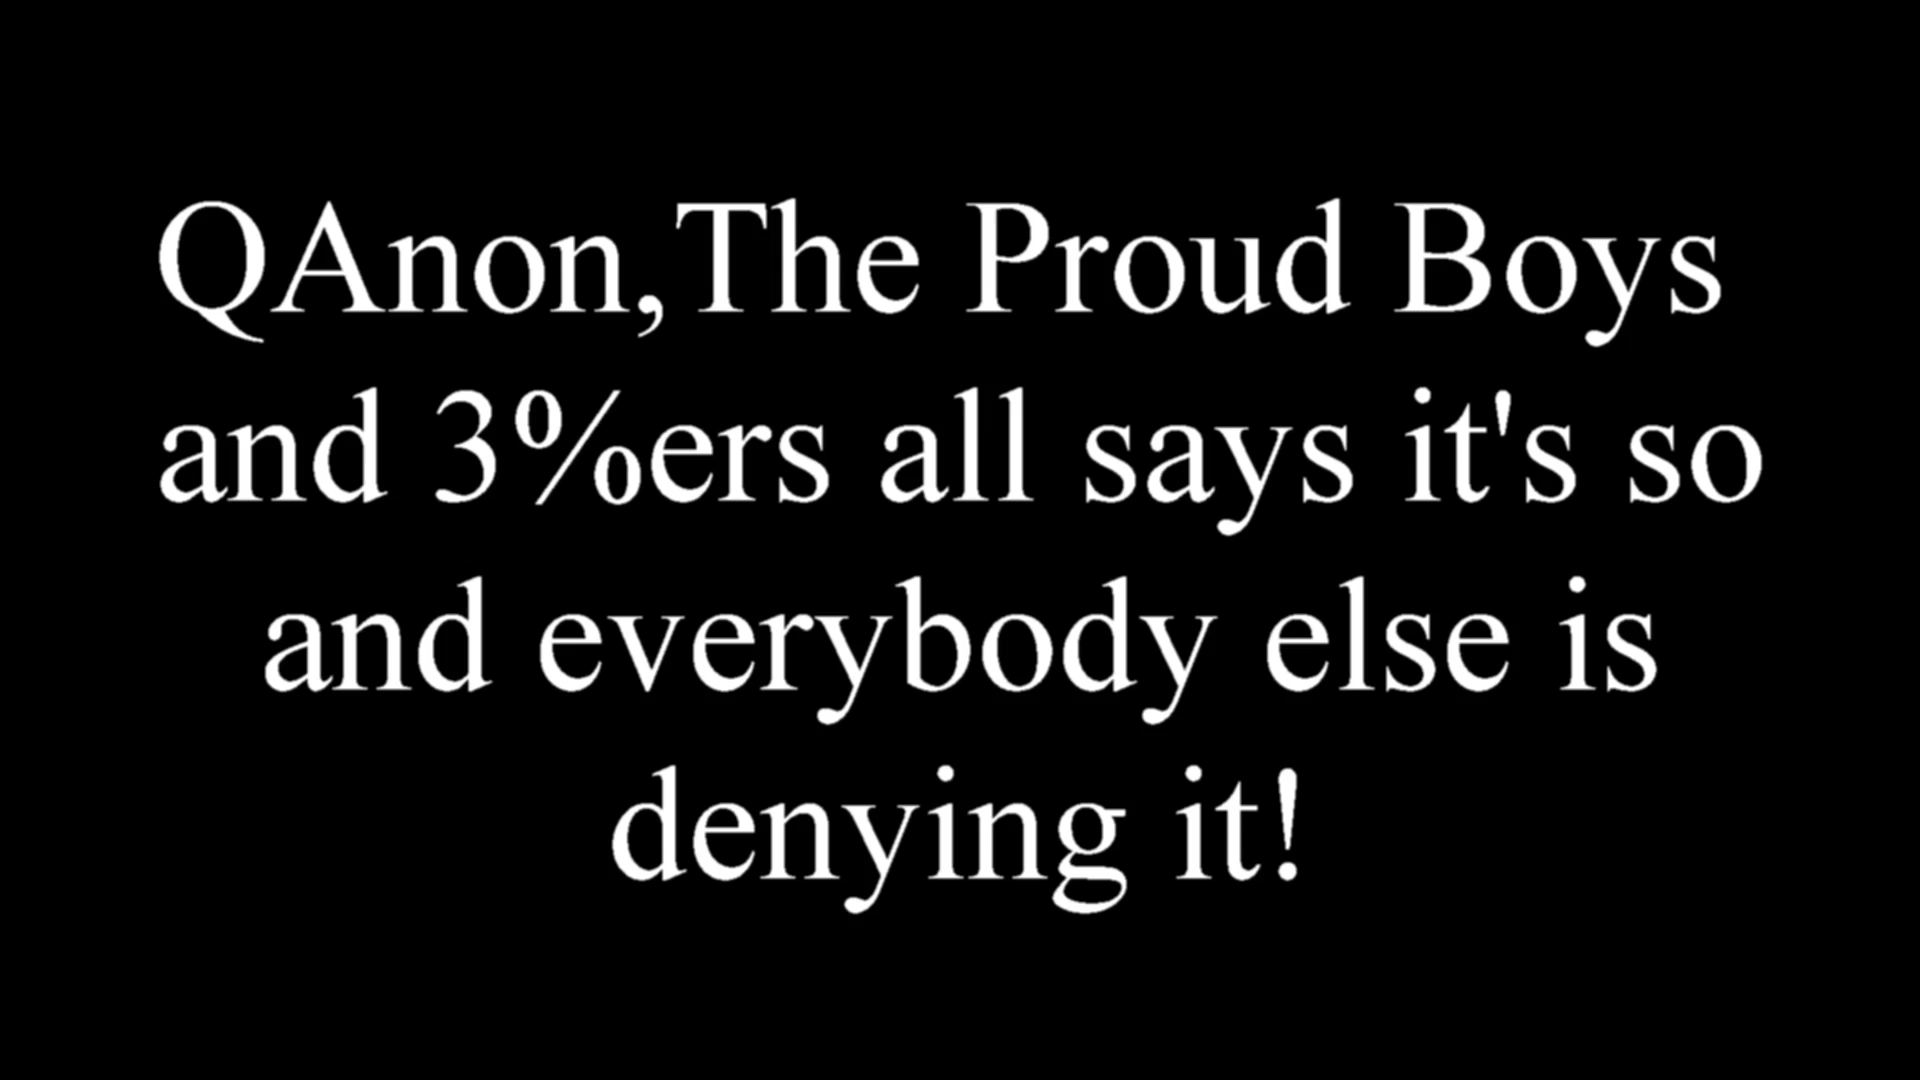 QAnon,The Proud Boys
and 3%ers all says it's so
and everybody else is
denying it!